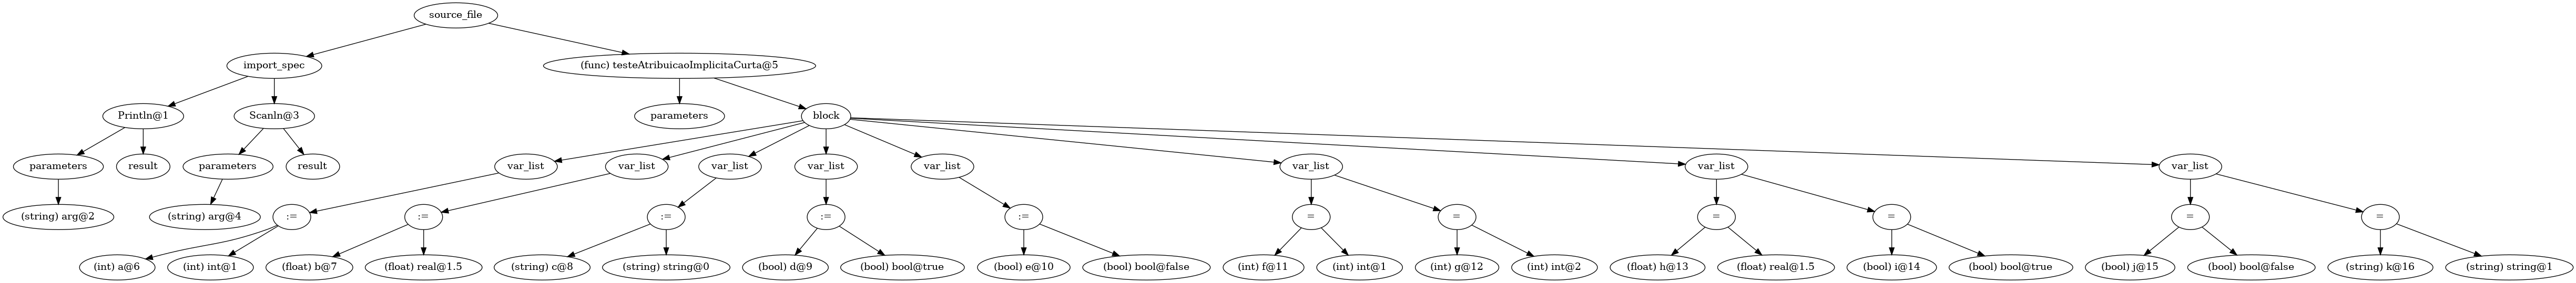 source_file
import_spec
(func) testeAtribuicaoImplicitaCurta@5
Println@1
Scanln@3
parameters
block
parameters
result
parameters
result
var_list
var_list
var_list
var_list
var_list
var_list
var_list
var_list
(string) arg@2
(string) arg@4
:=
:=
:=
:=
:=
=
=
=
=
=
=
(int) a@6
(int) int@1
(float) b@7
(float) real@1.5
(string) c@8
(string) string@0
(bool) d@9
(bool) bool@true
(bool) e@10
(bool) bool@false
(int) f@11
(int) int@1
(int) g@12
(int) int@2
(float) h@13
(float) real@1.5
(bool) i@14
(bool) bool@true
(bool) j@15
(bool) bool@false
(string) k@16
(string) string@1